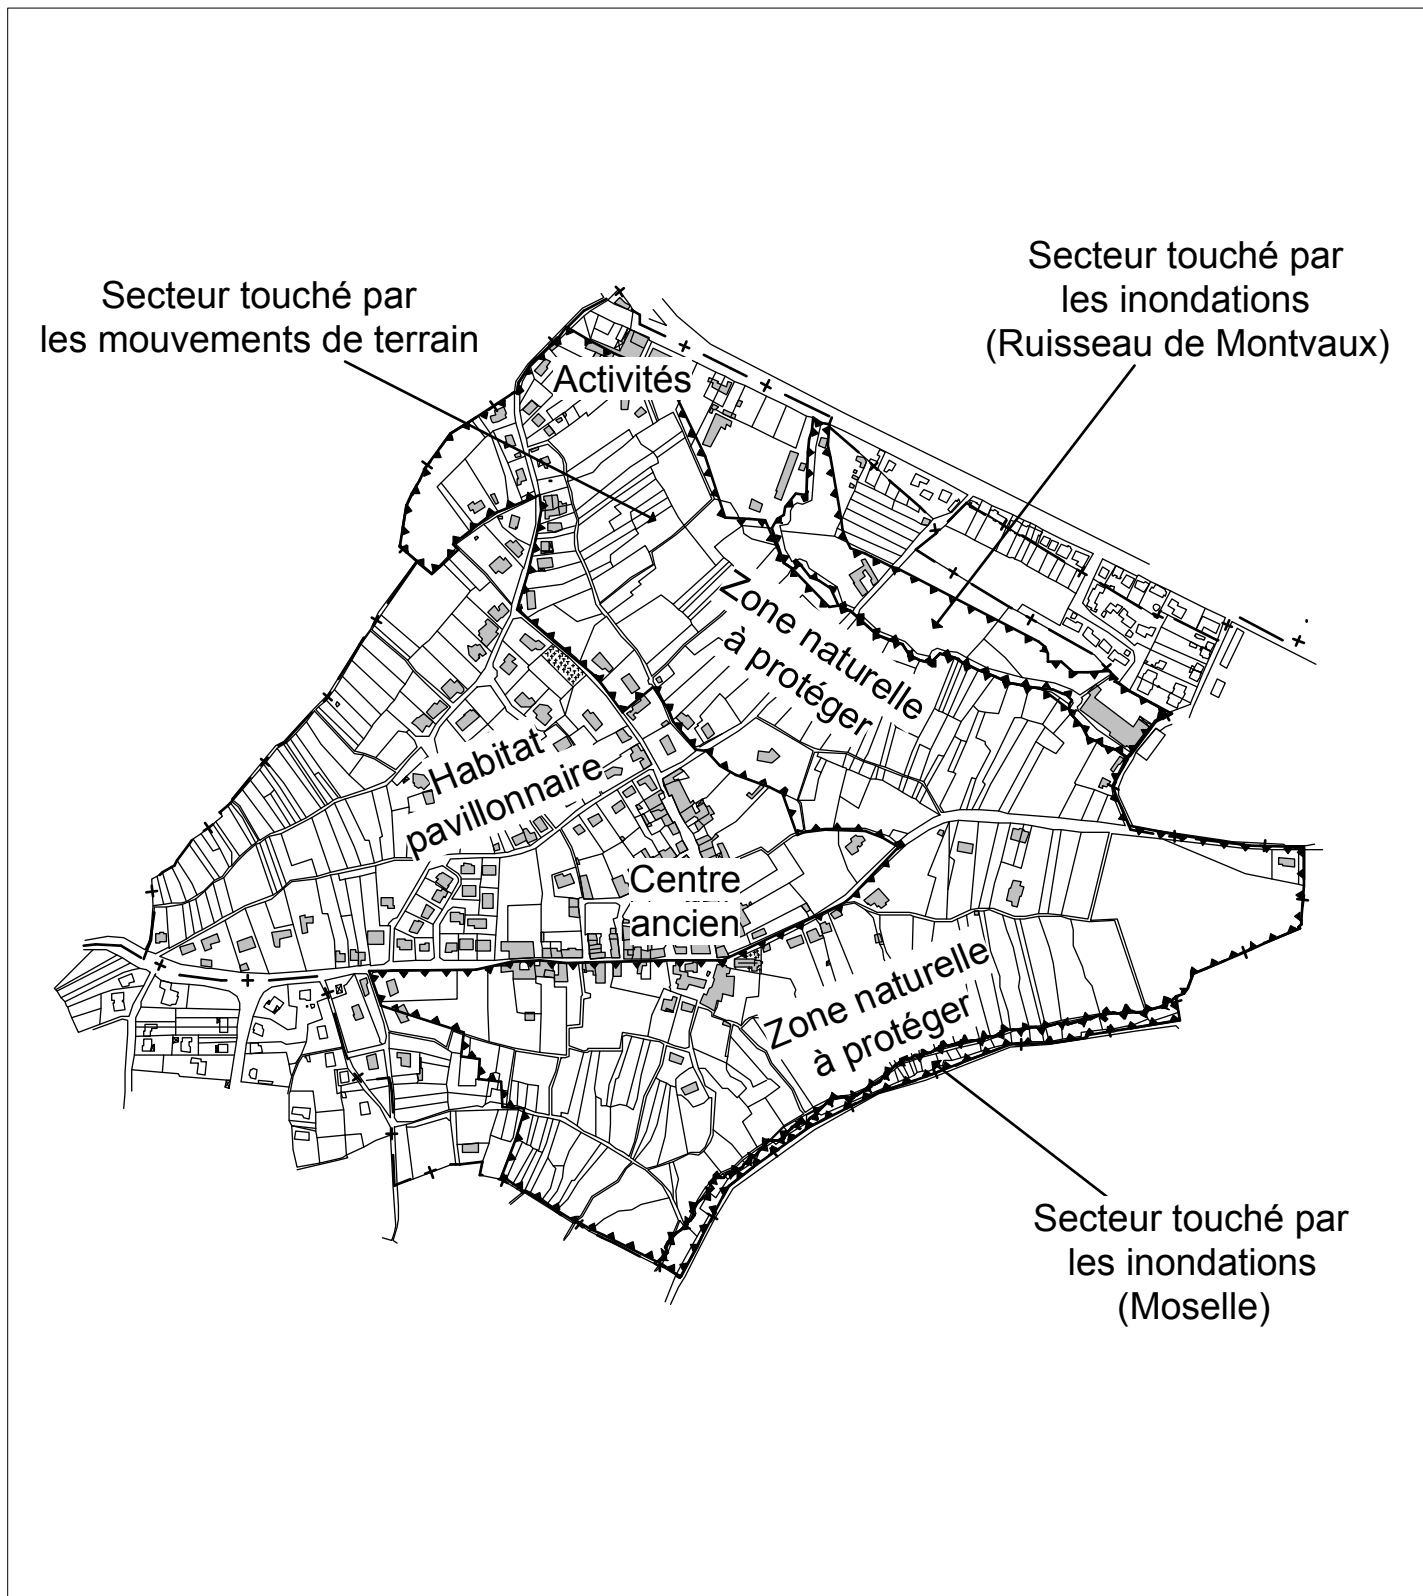 Secteur touché par
les inondations
(Ruisseau de Montvaux)
Secteur touché par
les mouvements de terrain
Activités
Zone naturelle
à protéger
Habitat
pavillonnaire
Centre
ancien
Zone naturelle
à protéger
Secteur touché par
les inondations
(Moselle)